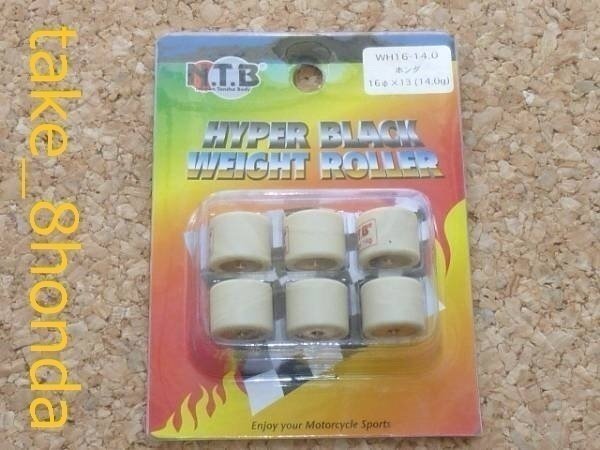 take_8honda
N.T.B
WH16-14.0
ホンダ
16φ×13(14.0g)
HYPER BLACK
WEIGHT ROLLER
Enjoy your Motorcycle Sports